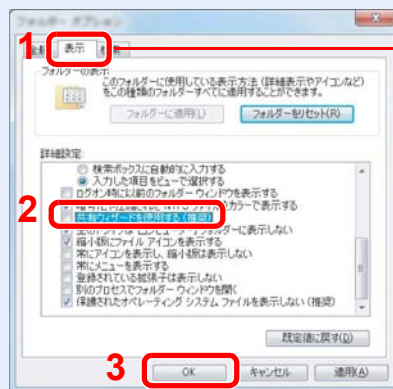 フォルダー オプション
1
表示
フォルダーの表示
このフォルダーに使用している表示方法 (詳細表示やアイコンなど)
をこの種類のフォルダーすべてに適用することができます。
フォルダーに適用(L)
フォルダーをリセット(R)
詳細設定:
検索ボックスに自動的に入力する
入力した項目をビューで選択する
ログオン時に以前のフォルダー ウィンドウを表示する
NTFS ファイルをカラーで表示する
2
共有ウィザードを使用する (推奨)
フォルダーに表示しない
縮小版にファイル アイコンを表示する
常にアイコンを表示し、縮小版は表示しない
常にメニューを表示する
登録されている拡張子は表示しない
別のプロセスでフォルダー ウィンドウを開く
保護されたオペレーティング システム ファイルを表示しない (推奨)
既定値に戻す(D)
3
OK
キャンセル
適用(A)